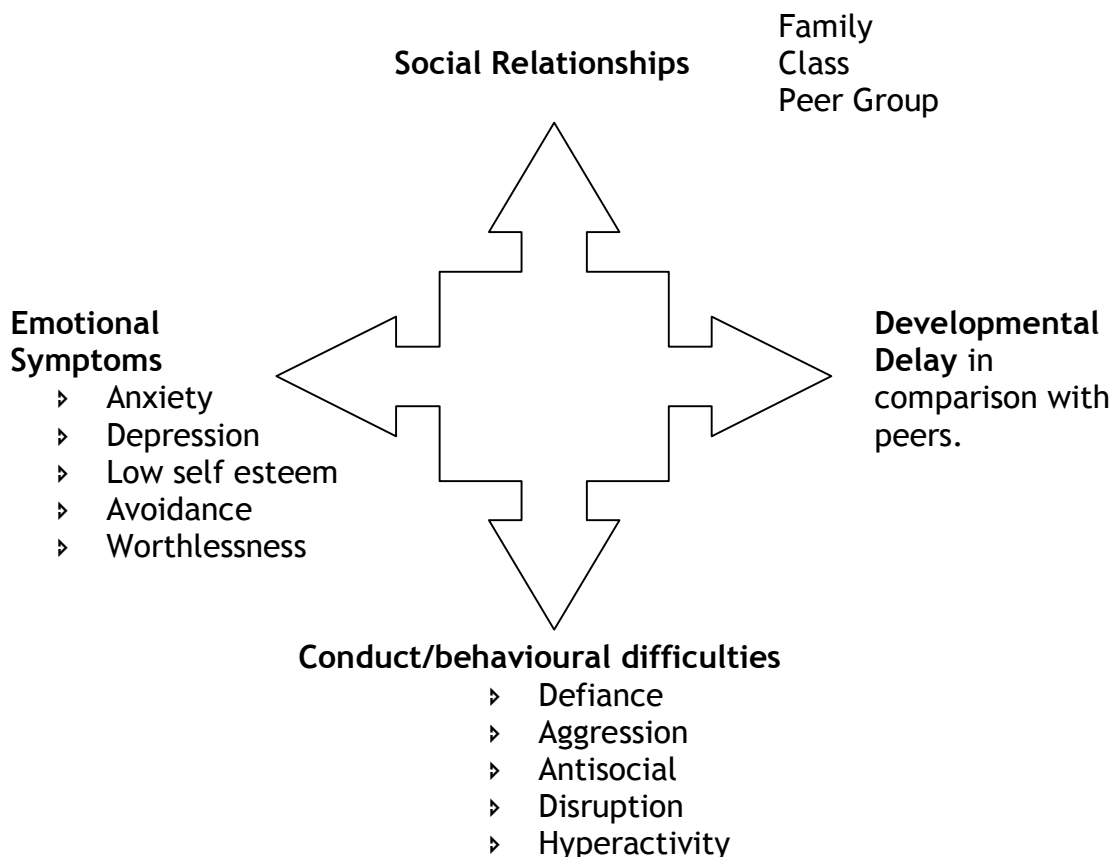 Social Relationships
Family
Class
Peer Group
Emotional
Symptoms
Anxiety
Depression
Low self esteem
Avoidance
Worthlessness
Developmental
Delay in
comparison with
peers.
Conduct/behavioural difficulties
Defiance
Aggression
Antisocial
Disruption
Hyperactivity